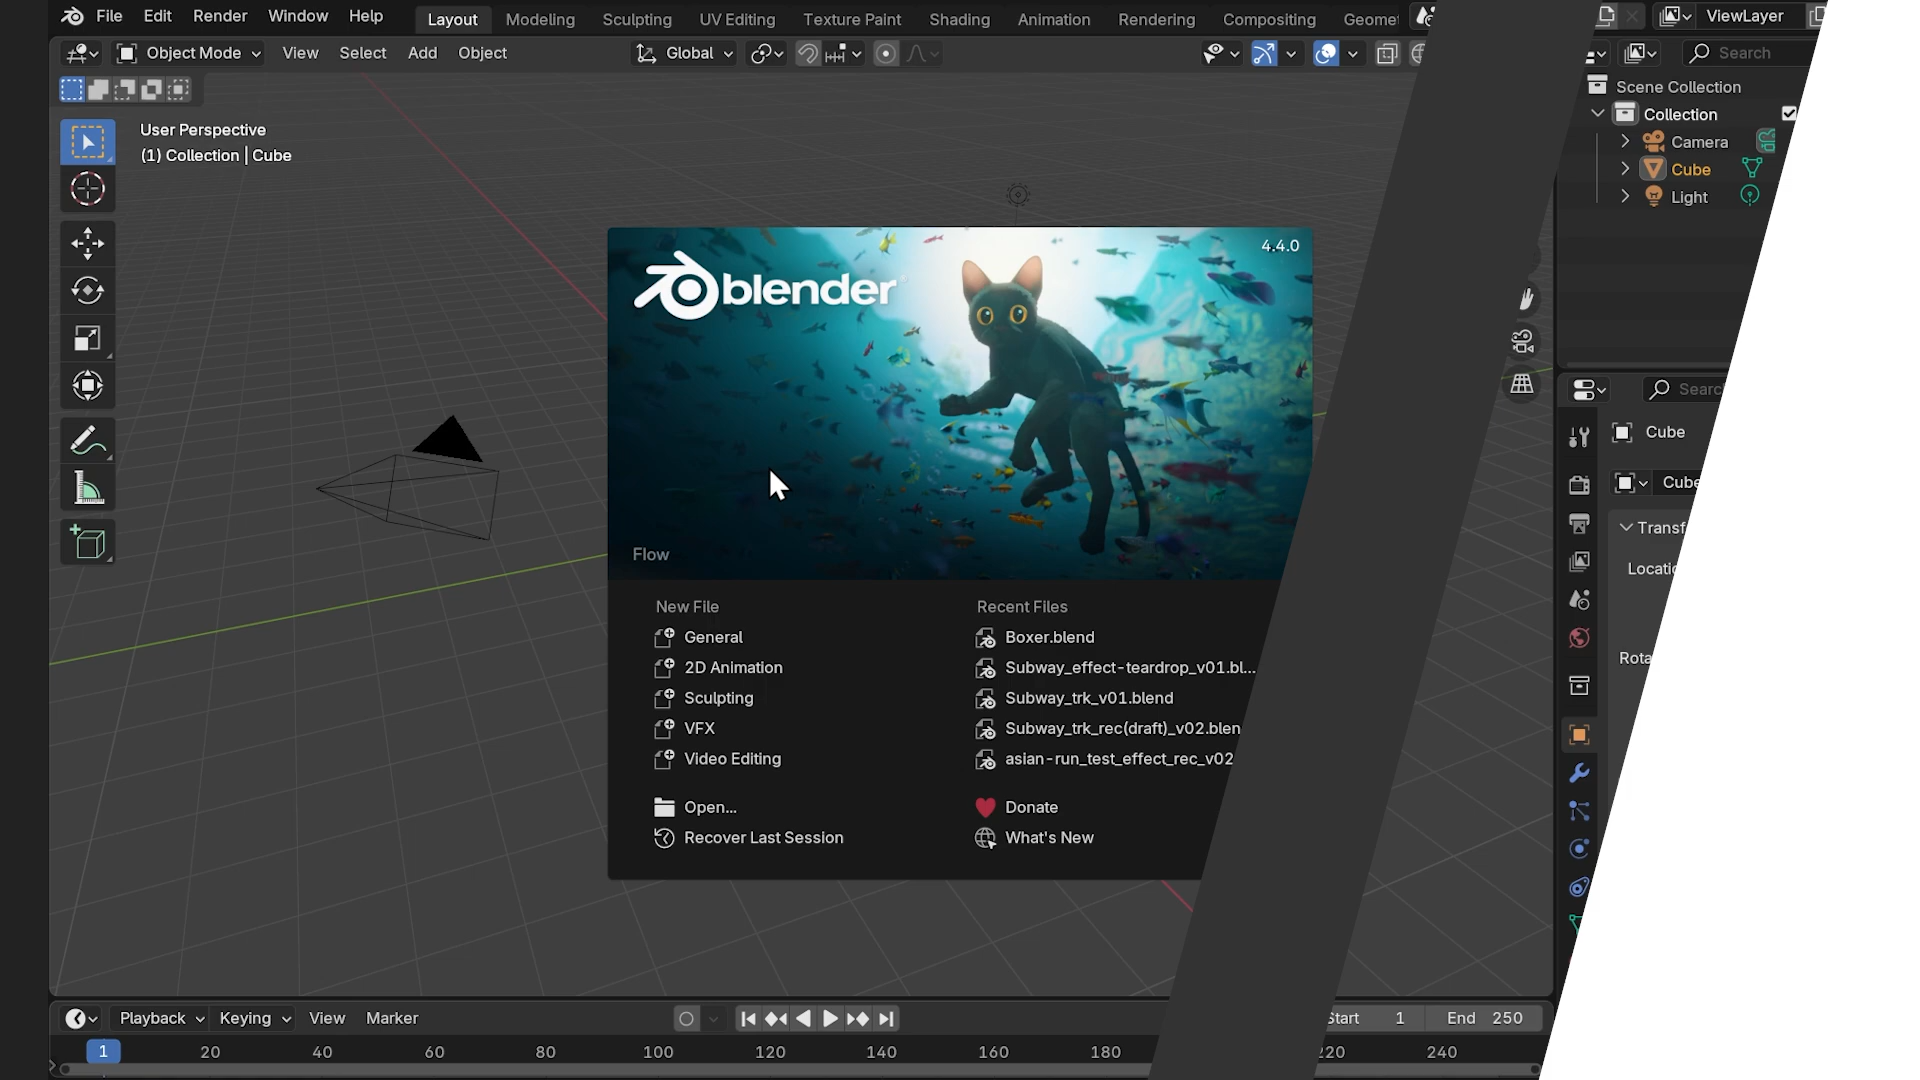 File Edit Render Window Help Layout Modeling Sculpting UV Editing Texture Paint Shading Animation Rendering Compositing ViewLayer
Object Mode View Select Add Object Global Search
User Perspective
(1) Collection | Cube
Scene Collection
Collection
Camera
Cube
Light
4.4.0
blender
Flow
New File
General
2D Animation
Sculpting
VFX
Video Editing
Open...
Recover Last Session
Recent Files
Boxer.blend
Subway_effect-teardrop_v01.bl...
Subway_trk_v01.blend
Subway_trk_rec(draft)_v02.blen
asian-run_test_effect_rec_v02
Donate
What's New
Cube
Cube
Playback Keying View Marker Start 1 End 250
1 20 40 60 80 100 120 140 160 180 220 240